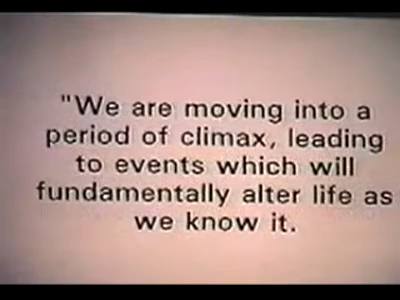 "We are moving into a
period of climax, leading
to events which will
fundamentally alter life as
we know it.